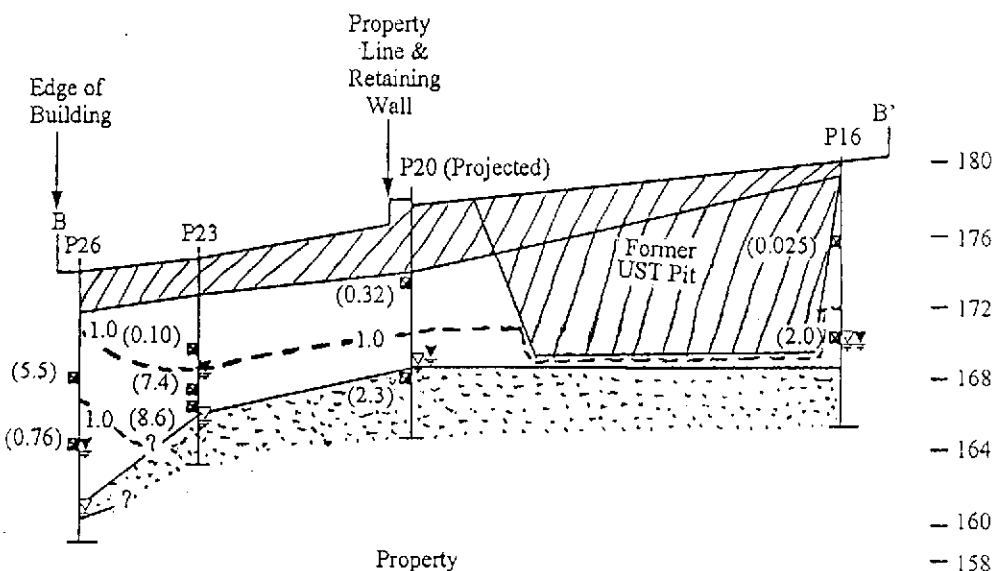 Property
Line &
Retaining
Wall
Edge of
Building
B'
P16
P20 (Projected)
B
P26
P23
180
176
172
168
164
160
158
Former
UST Pit
(0.025)
(0.32)
1.0
(0.10)
1.0
(2.0)
(5.5)
(7.4)
(2.3)
1.0
(8.6)
(0.76)
?
?
Property